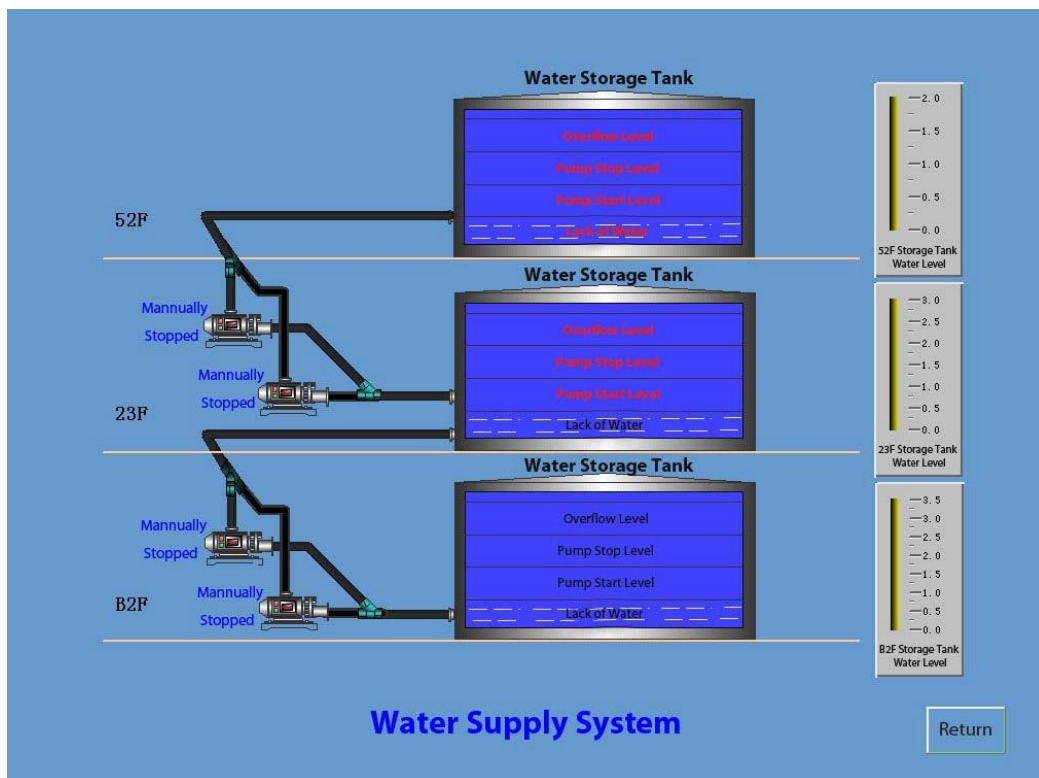 Water Storage Tank
Overflow Level
Pump Stop Level
Pump Start Level
Lack of Water
52F
2.0
1.5
1.0
0.5
0.0
52F Storage Tank
Water Level
Water Storage Tank
Mannually
Stopped
Mannually
Stopped
Overflow Level
Pump Stop Level
Pump Start Level
Lack of Water
23F
3.0
2.5
2.0
1.5
1.0
0.5
0.0
23F Storage Tank
Water Level
Water Storage Tank
Mannually
Stopped
Mannually
Stopped
Overflow Level
Pump Stop Level
Pump Start Level
Lack of Water
B2F
3.5
3.0
2.5
2.0
1.5
1.0
0.5
0.0
B2F Storage Tank
Water Level
Water Supply System
Return